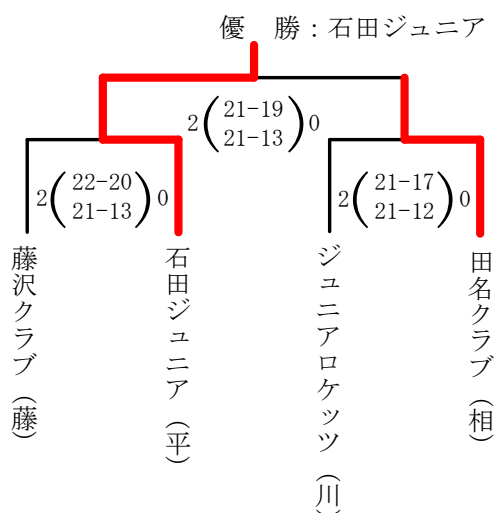 優 勝：石田ジュニア
2(21-19 21-13)0
2(22-20 21-13)0
2(21-17 21-12)0
藤沢クラブ（藤）
石田ジュニア（平）
ジュニアロケッツ（川）
田名クラブ（相）